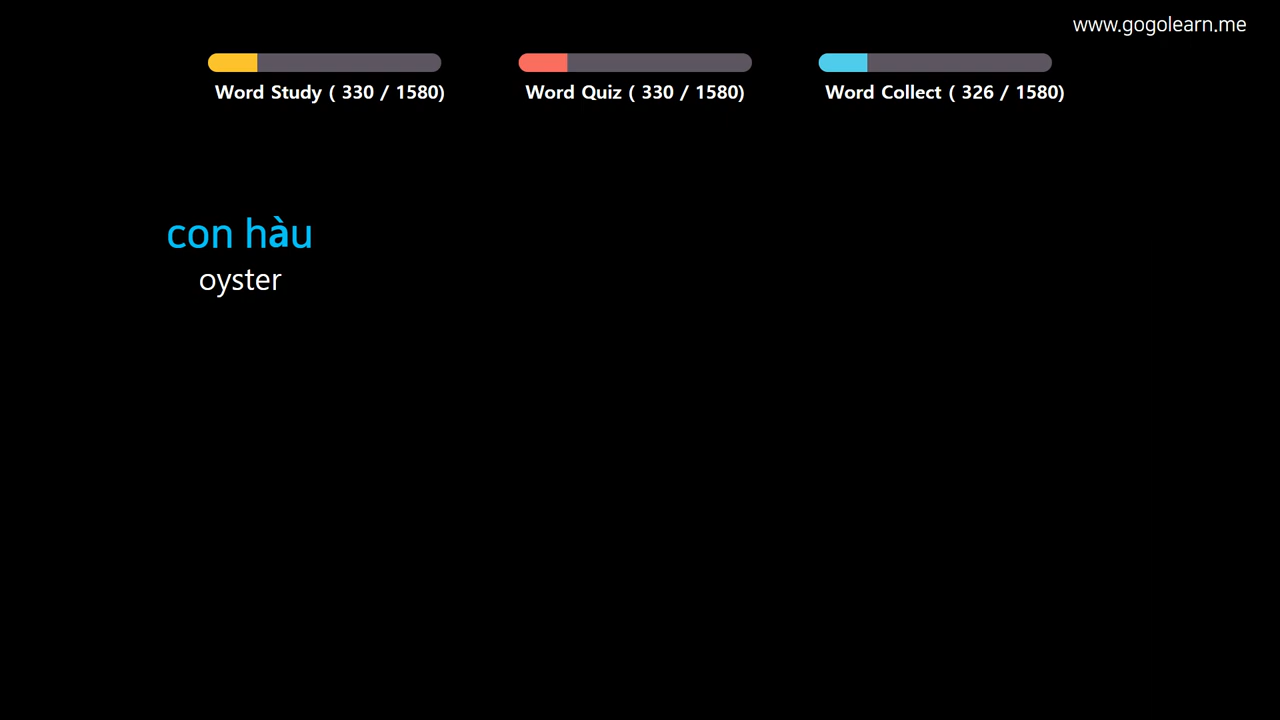 www.gogolearn.me
Word Study ( 330 / 1580)
Word Quiz ( 330 / 1580)
Word Collect ( 326 / 1580)
con hàu
oyster